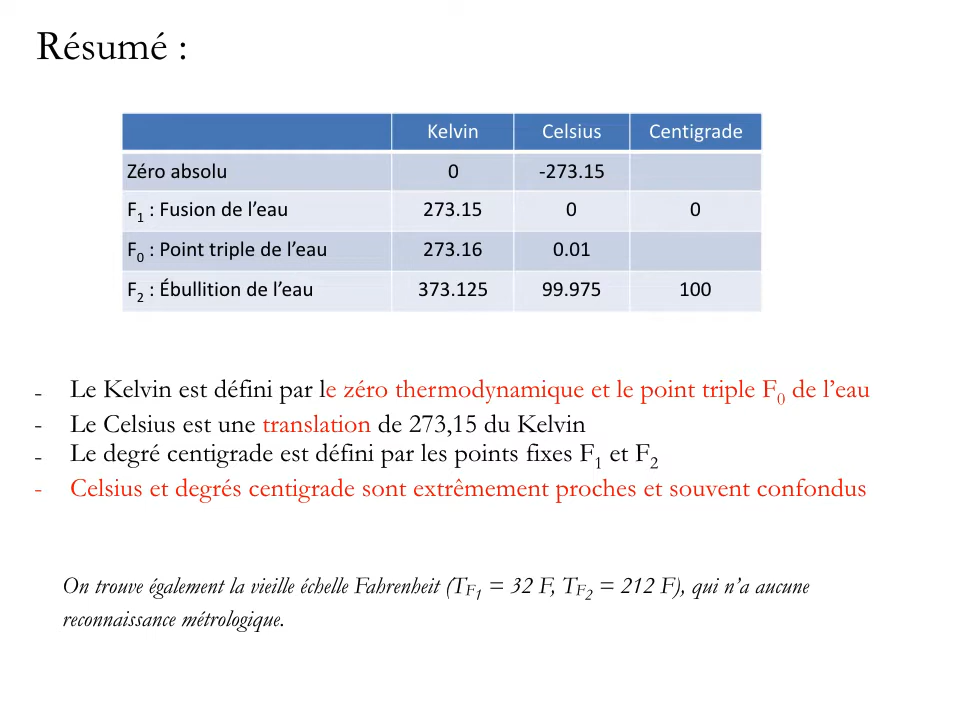 Résumé :
Kelvin Celsius Centigrade
Zéro absolu 0 -273.15
F1 : Fusion de l’eau 273.15 0 0
F0 : Point triple de l’eau 273.16 0.01
F2 : Ébullition de l’eau 373.125 99.975 100
- Le Kelvin est défini par le zéro thermodynamique et le point triple F0 de l’eau
- Le Celsius est une translation de 273,15 du Kelvin
- Le degré centigrade est défini par les points fixes F1 et F2
- Celsius et degrés centigrade sont extrêmement proches et souvent confondus
On trouve également la vieille échelle Fahrenheit (TF1 = 32 F, TF2 = 212 F), qui n’a aucune
reconnaissance métrologique.